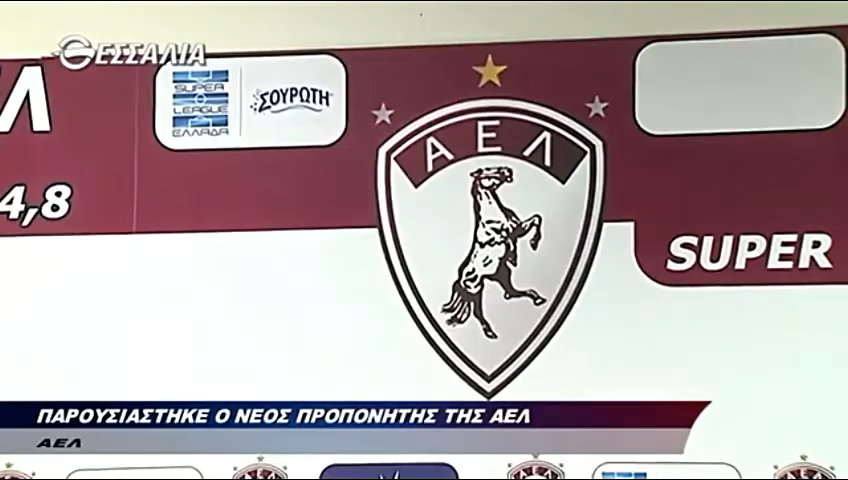 ΘΕΣΣΑΛΙΑ
SUPER
LEAGUE
ΕΛΛΑΔΑ
ΣΟΥΡΩΤΗ
ΑΕΛ
4,8
SUPER
ΠΑΡΟΥΣΙΑΣΤΗΚΕ Ο ΝΕΟΣ ΠΡΟΠΟΝΗΤΗΣ ΤΗΣ ΑΕΛ
ΑΕΛ